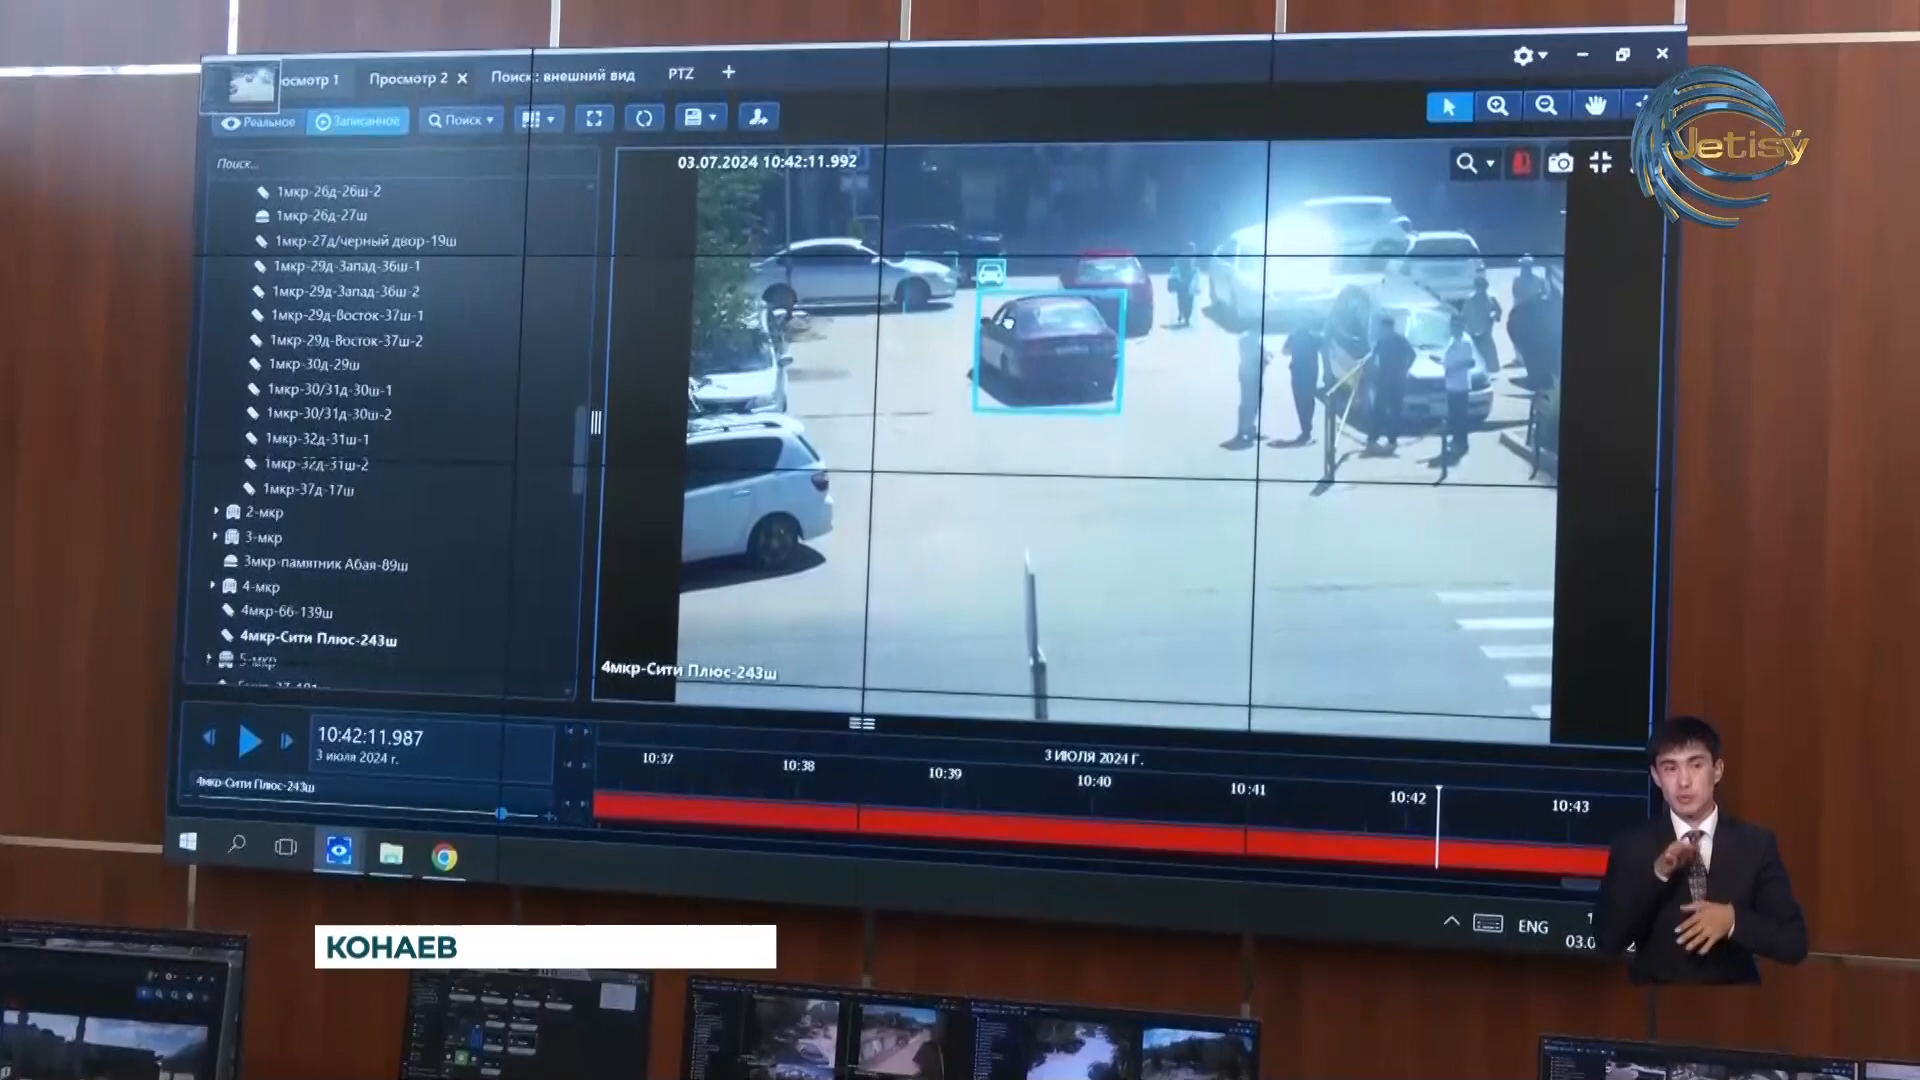 осмотр 1
Просмотр 2
Поиск: внешний вид
PTZ
Реальное
Записанное
Поиск
Поиск...
1мкр-26д-26ш-2
1мкр-26д-27ш
1мкр-27д/черный двор-19ш
1мкр-29д-Запад-36ш-1
1мкр-29д-Запад-36ш-2
1мкр-29д-Восток-37ш-1
1мкр-29д-Восток-37ш-2
1мкр-30д-29ш
1мкр-30/31д-30ш-1
1мкр-30/31д-30ш-2
1мкр-32д-31ш-1
1мкр-32д-31ш-2
1мкр-37д-17ш
2-мкр
3-мкр
3мкр-памятник Абая-89ш
4-мкр
4мкр-66-139ш
4мкр-Сити Плюс-243ш
5-мкр
03.07.2024 10:42:11.992
Jetisý
4мкр-Сити Плюс-243ш
10:42:11.987
3 июля 2024 г.
4мкр-Сити Плюс-243ш
3 ИЮЛЯ 2024 Г.
10:37
10:38
10:39
10:40
10:41
10:42
10:43
ENG
03.0
КОНАЕВ